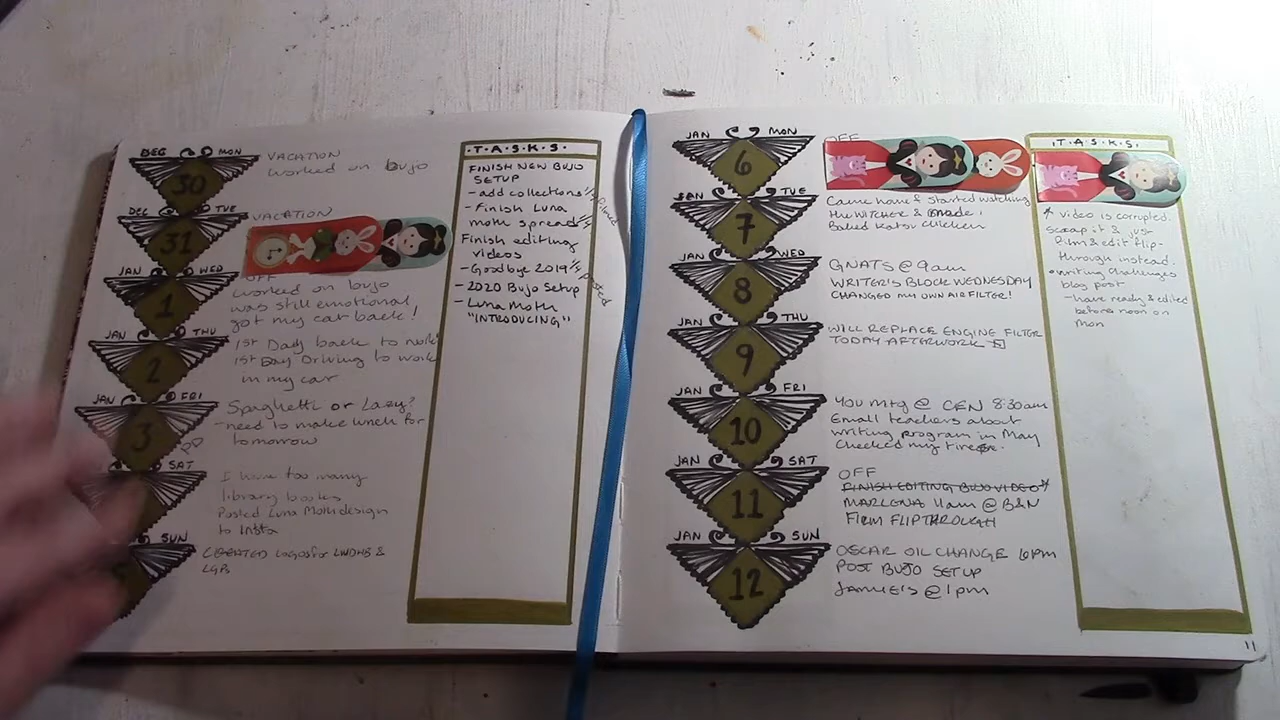 DEC MON
30
VACATION
worked on bujo
DEC TUE
31
VACATION
JAN WED
1
OFF
worked on bujo
was still emotional
got my car back!
JAN THU
2
1st Day back to work
1st Day Driving to work
in my car
JAN FRI
3
Spaghetti or Lazy?
- need to make lunch for
tomorrow
SAT
I have too many
library books
Posted Luna Moth design
to Insta
SUN
CREATED logos for LWDHB &
LGPs
.T.A.S.K.S.
FINISH NEW BUJO
SETUP
- add collections
- Finish Luna
moth spreads
Finish editing
videos
- Goodbye 2019
- 2020 Bujo Setup
- Luna Moth
"INTRODUCING"
posted
JAN MON
6
OFF
JAN TUE
7
Came home & started watching
the WITCHER & made
Baked Katsu chicken
JAN WED
8
GNATS @ 9am
WRITER'S BLOCK WEDNESDAY
CHANGED MY OWN AIR FILTER!
JAN THU
9
WILL REPLACE ENGINE FILTER
TODAY AFTERWORK
JAN FRI
10
You mtg @ CEN 8:30am
Email teachers about
writing program in May
Checked my tires.
JAN SAT
11
OFF
FINISH EDITING BUJO VIDEO*
MARLENA 11am @ B&N
FILM FLIPTHROUGH
JAN SUN
12
OSCAR OIL CHANGE 6PM
POST BUJO SETUP
Jamie's @ 1pm
.T.A.S.K.S.
* video is corrupted.
scrap it & just
film & edit flip-
through instead.
• writing challenges
blog post
- have ready & edited
before noon on
Mon
11